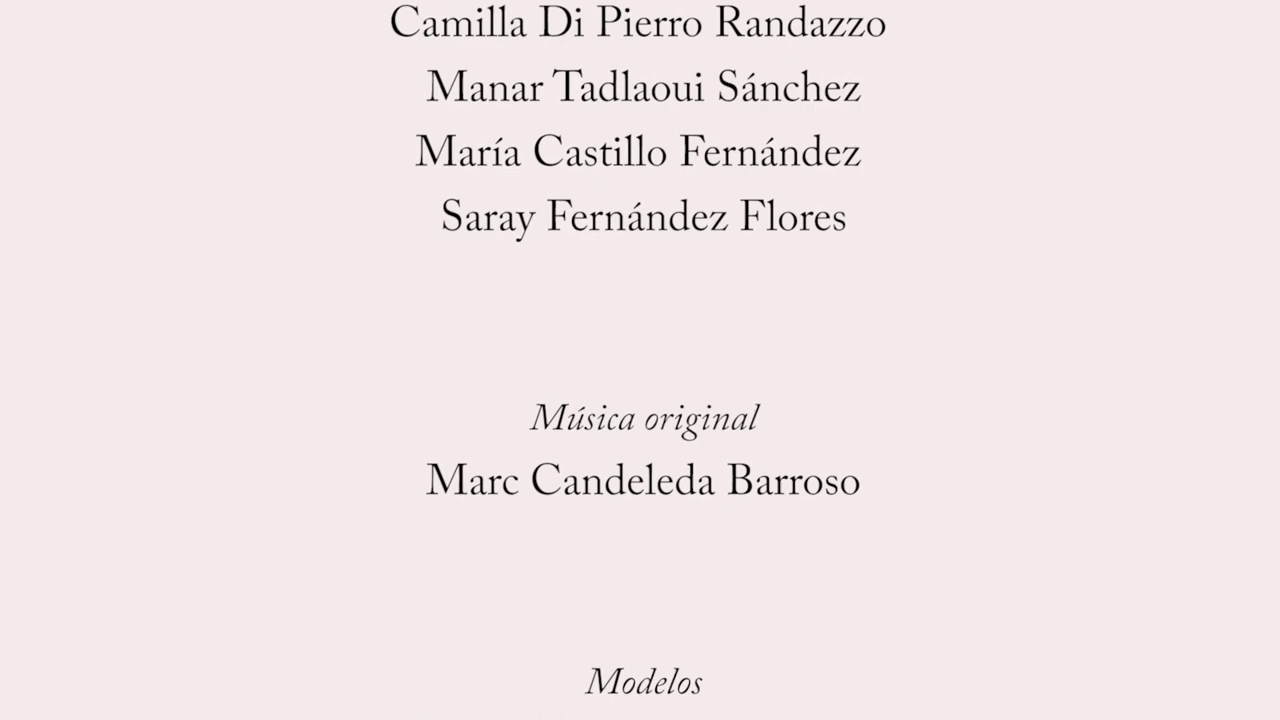 Camilla Di Pierro Randazzo
Manar Tadlaoui Sánchez
María Castillo Fernández
Saray Fernández Flores
Música original
Marc Candeleda Barroso
Modelos